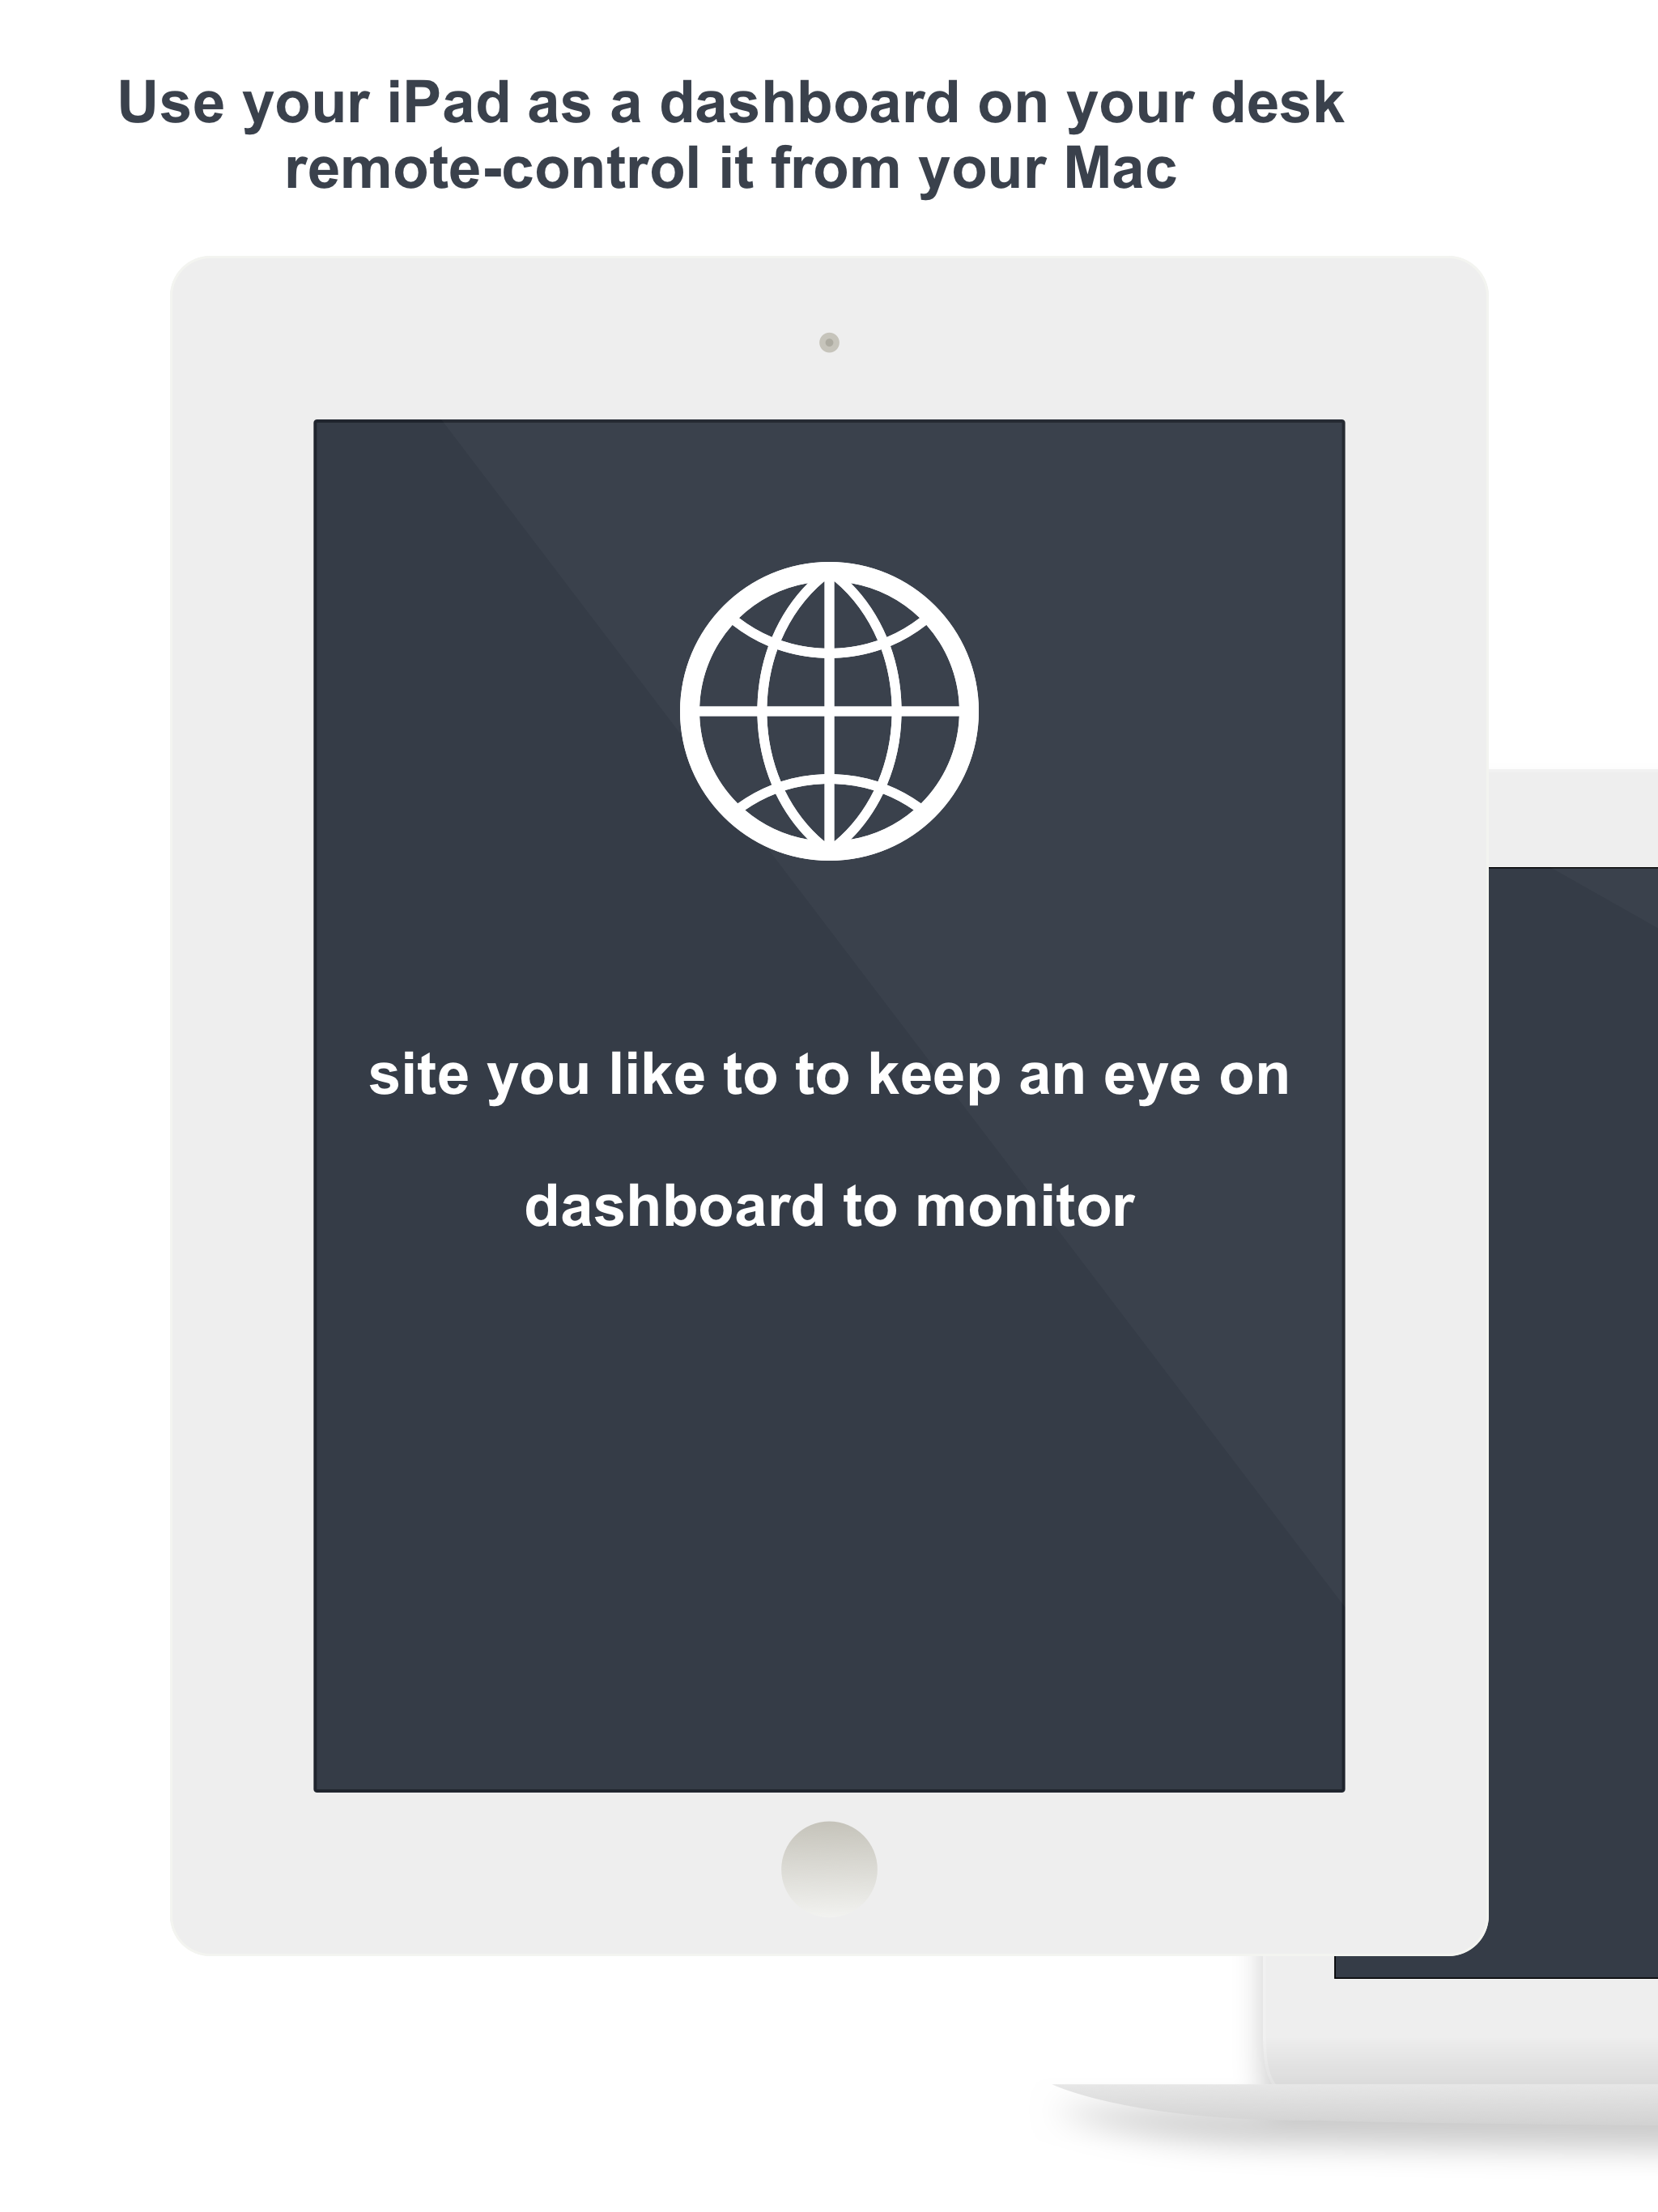 Use your iPad as a dashboard on your desk
remote-control it from your Mac
site you like to to keep an eye on
dashboard to monitor